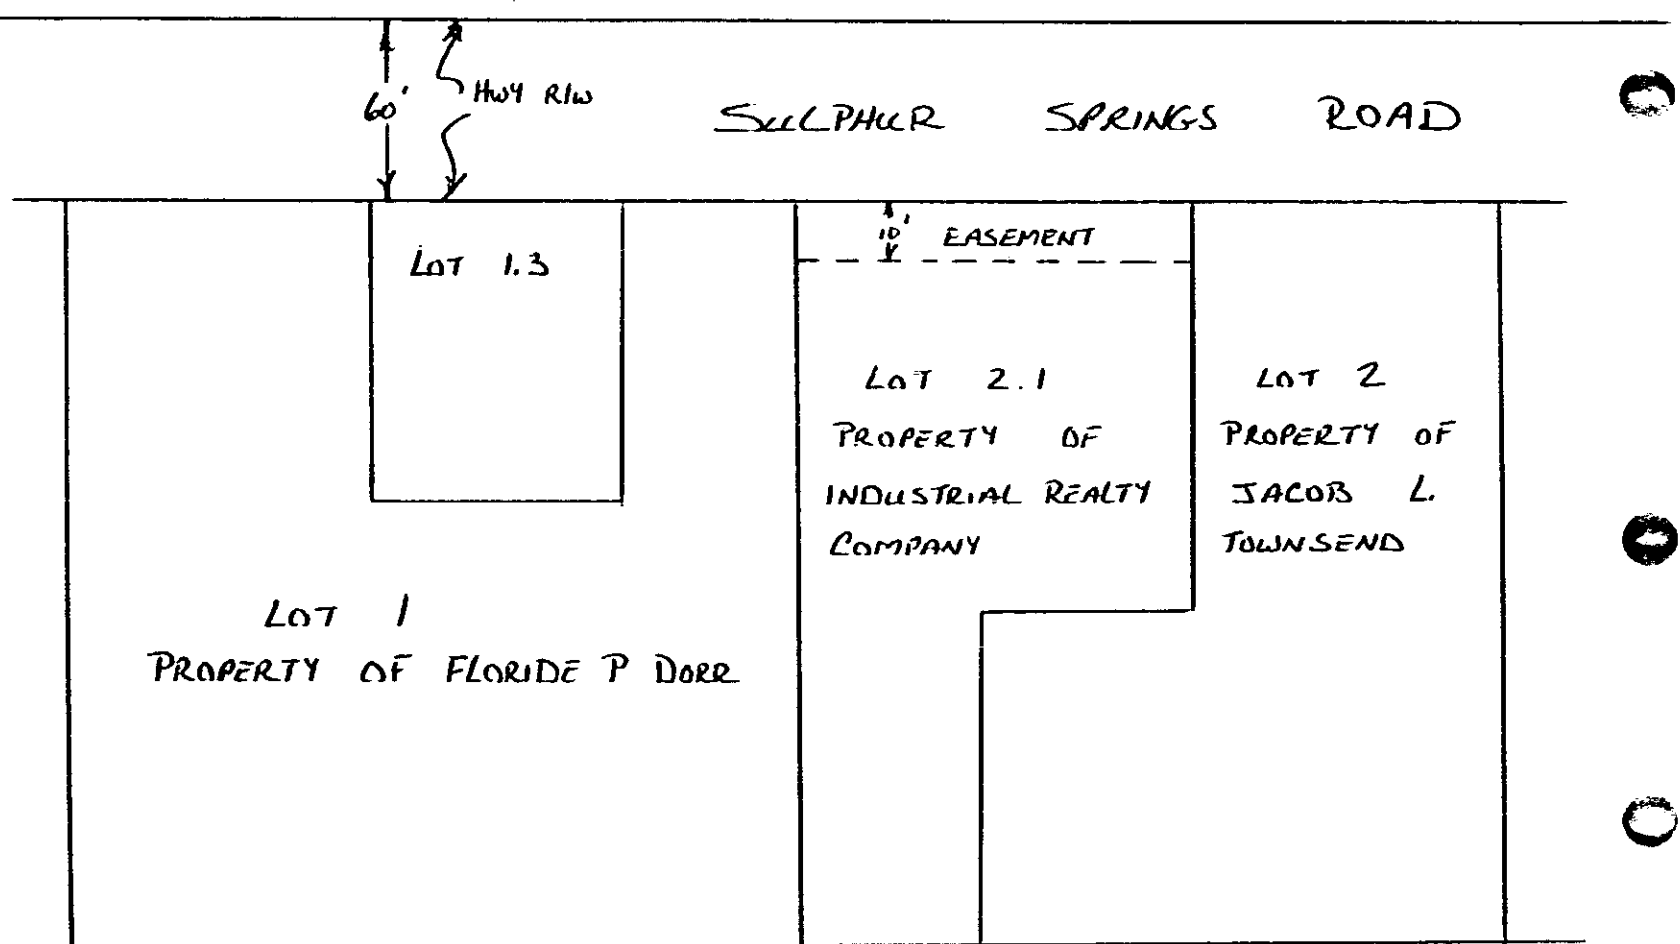 60'
HWY R/W
SULPHUR SPRINGS ROAD
LOT 1.3
10' EASEMENT
LOT 2.1
PROPERTY OF
INDUSTRIAL REALTY
COMPANY
LOT 2
PROPERTY OF
JACOB L.
TOWNSEND
LOT 1
PROPERTY OF FLORIDE P DORR